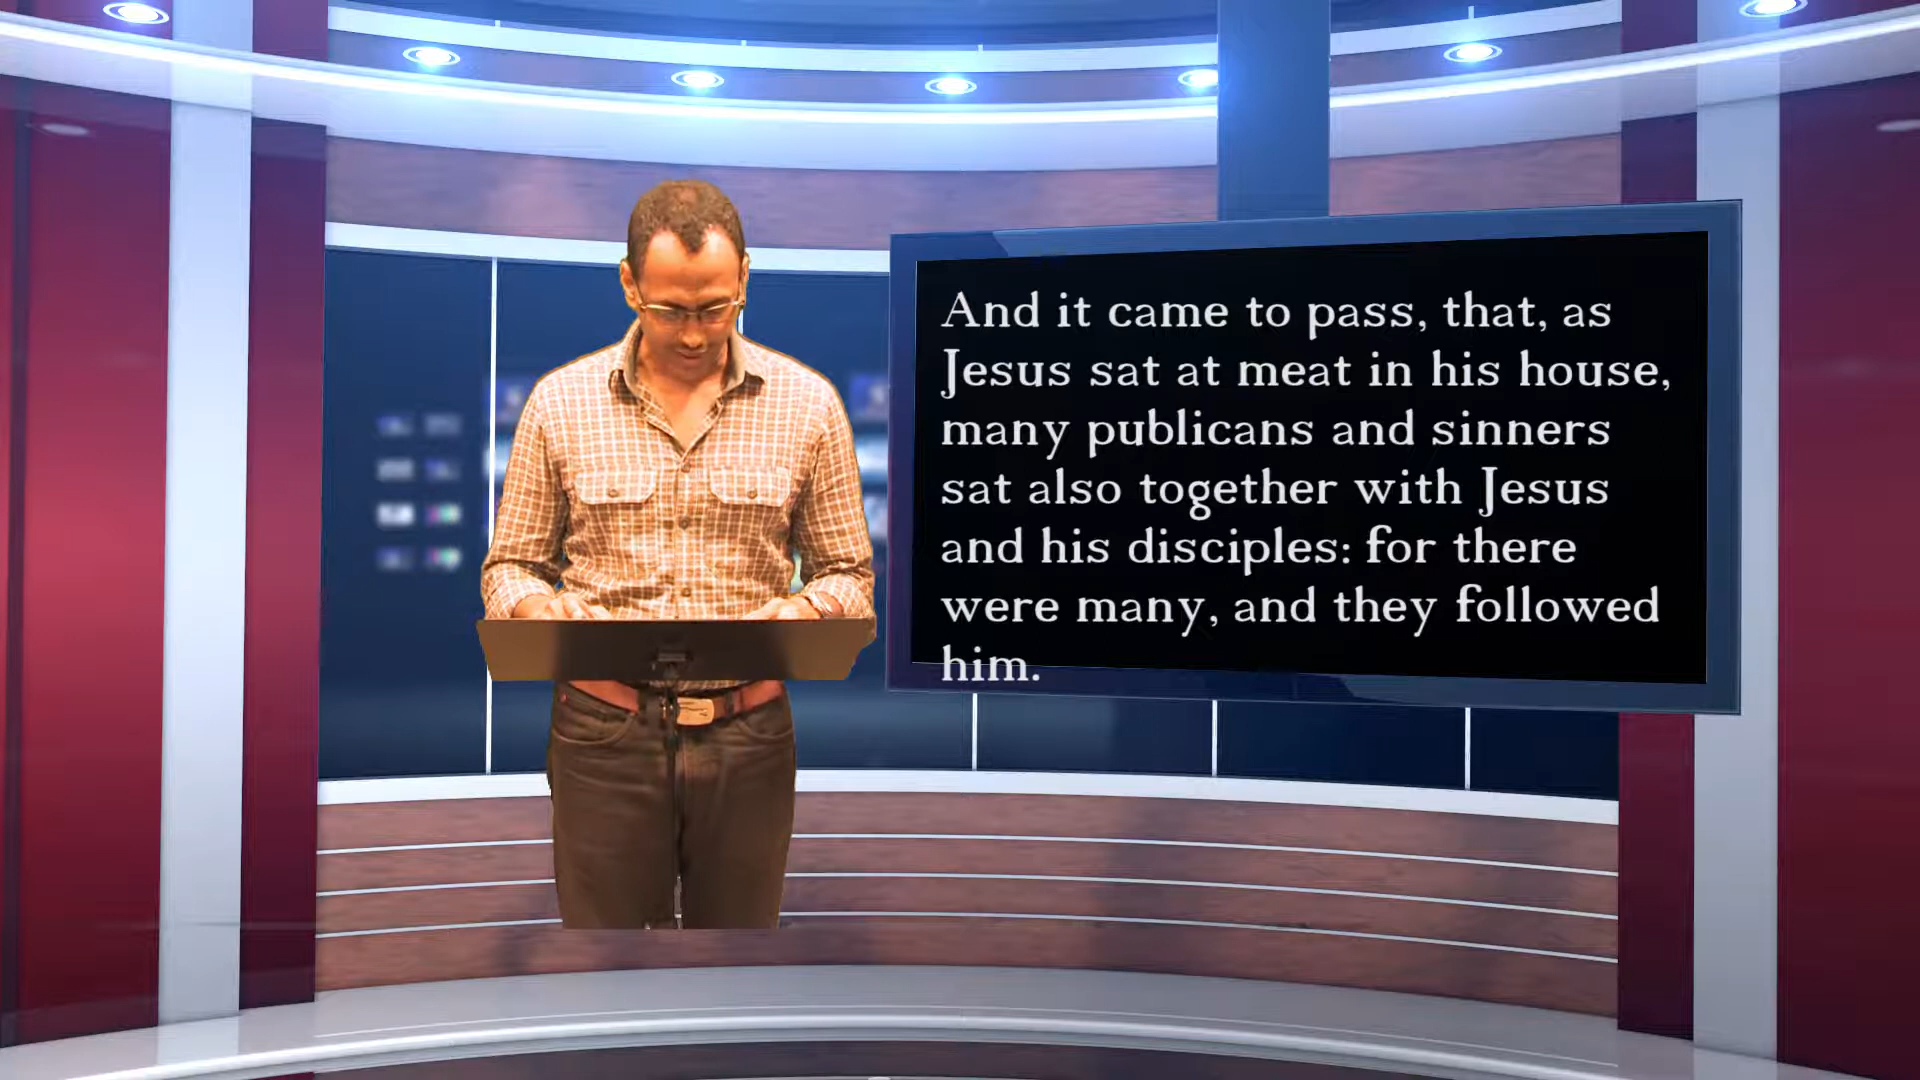 And it came to pass, that, as
Jesus sat at meat in his house,
many publicans and sinners
sat also together with Jesus
and his disciples: for there
were many, and they followed
him.